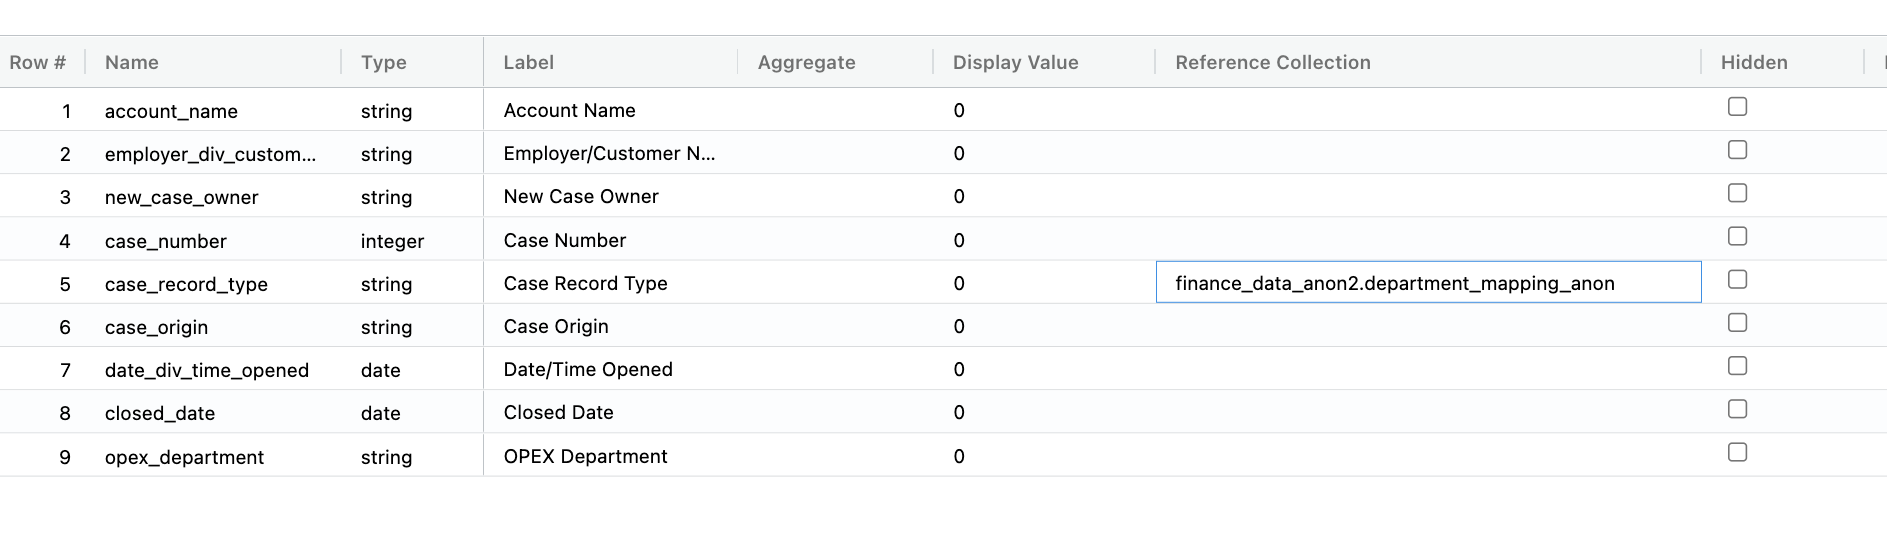 Row # Name Type Label Aggregate Display Value Reference Collection Hidden
1 account_name string Account Name 0
2 employer_div_custom... string Employer/Customer N... 0
3 new_case_owner string New Case Owner 0
4 case_number integer Case Number 0
5 case_record_type string Case Record Type 0 finance_data_anon2.department_mapping_anon
6 case_origin string Case Origin 0
7 date_div_time_opened date Date/Time Opened 0
8 closed_date date Closed Date 0
9 opex_department string OPEX Department 0